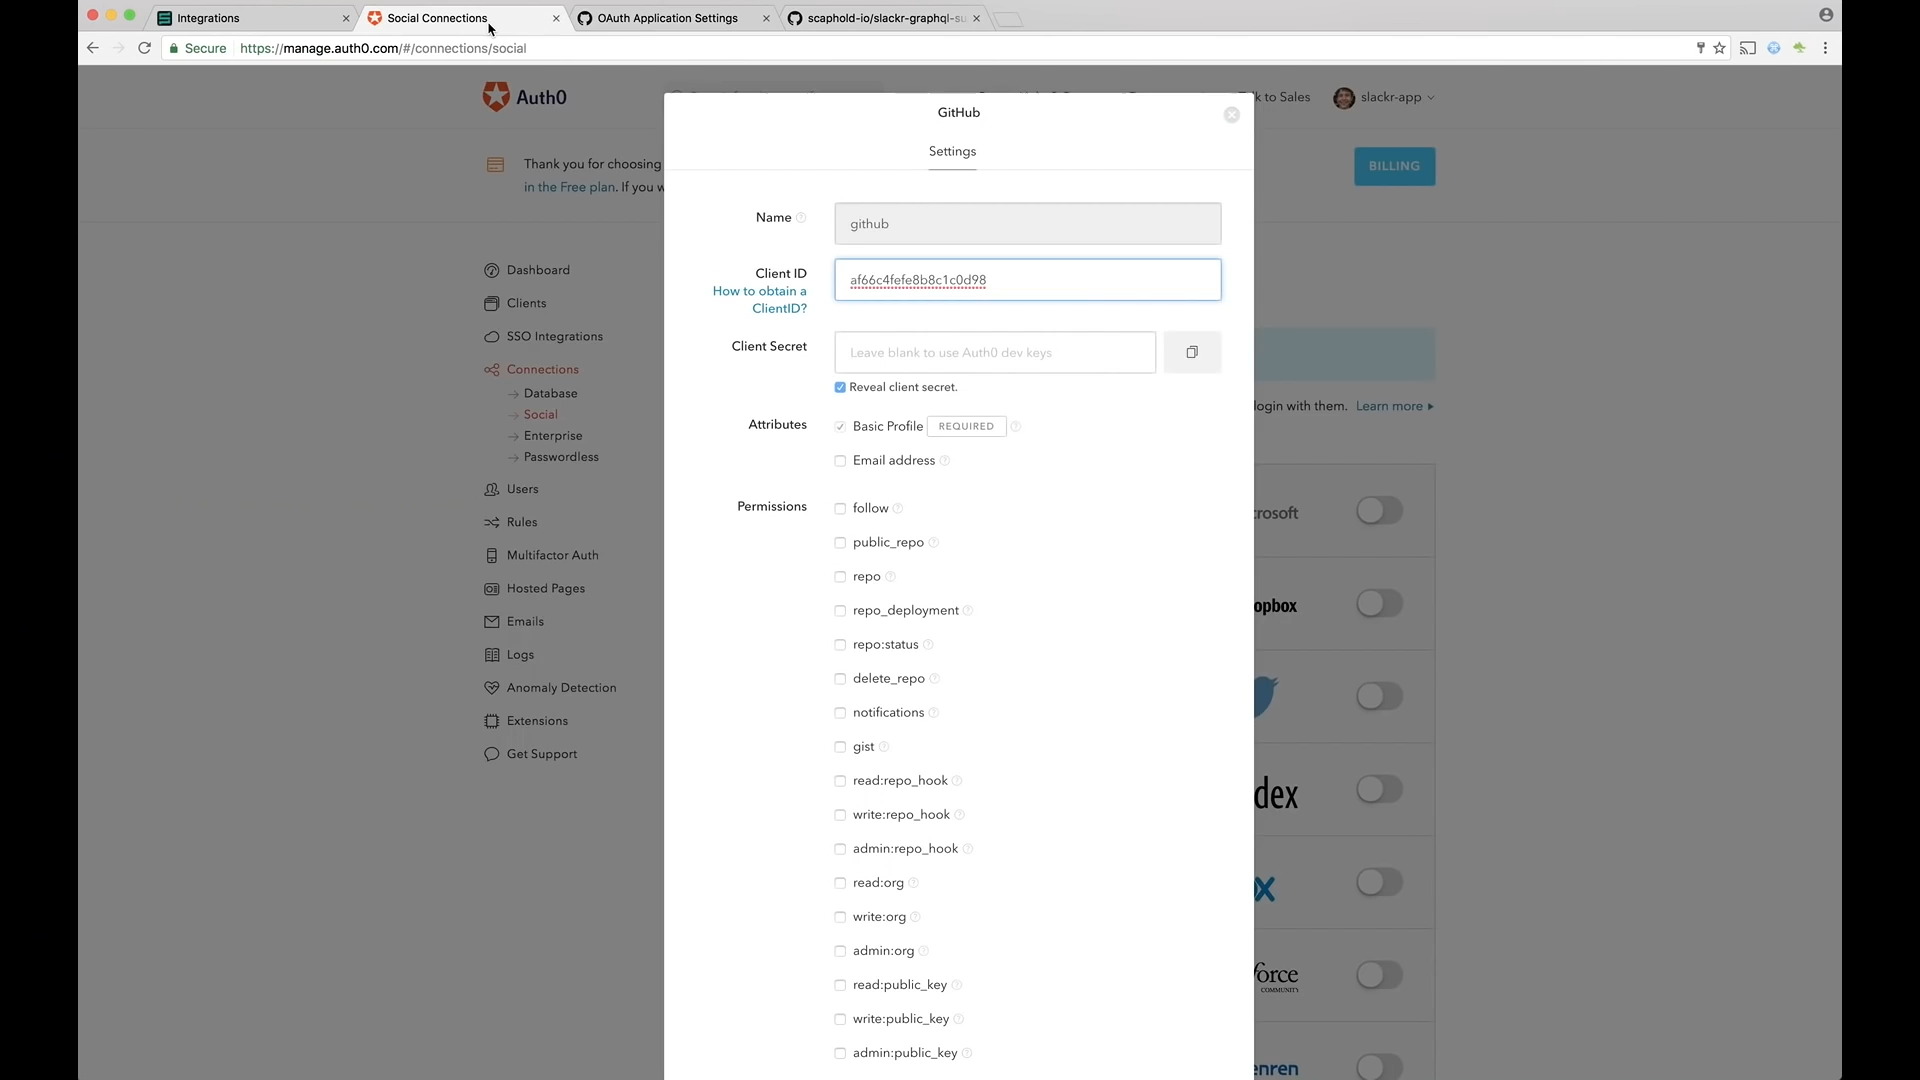 Integrations
Social Connections
OAuth Application Settings
scaphold-io/slackr-graphql-su
Secure
https://manage.auth0.com/#/connections/social
Auth0
lk to Sales
slackr-app
Thank you for choosing
in the Free plan. If you w
BILLING
Dashboard
Clients
SSO Integrations
Connections
Database
Social
Enterprise
Passwordless
Users
Rules
Multifactor Auth
Hosted Pages
Emails
Logs
Anomaly Detection
Extensions
Get Support
GitHub
Settings
Name
github
Client ID
How to obtain a
ClientID?
af66c4fefe8b8c1c0d98
Client Secret
Leave blank to use Auth0 dev keys
Reveal client secret.
Attributes
Basic Profile REQUIRED
Email address
Permissions
follow
public_repo
repo
repo_deployment
repo:status
delete_repo
notifications
gist
read:repo_hook
write:repo_hook
admin:repo_hook
read:org
write:org
admin:org
read:public_key
write:public_key
admin:public_key
login with them. Learn more
crosoft
opbox
dex
x
force
COMMUNITY
enren